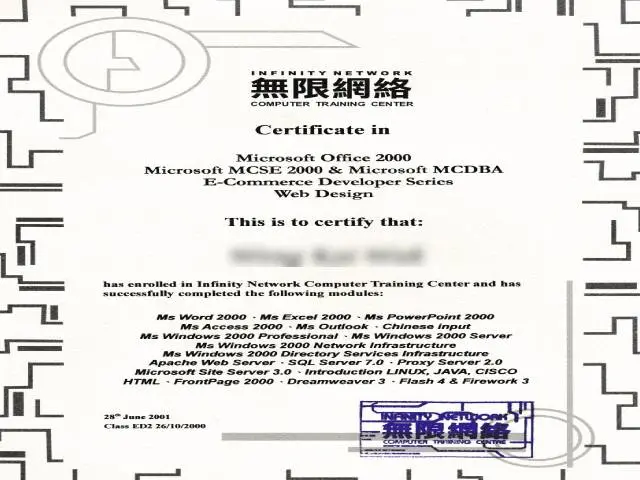 INFINITY NETWORK
無限網絡
COMPUTER TRAINING CENTER
Certificate in
Microsoft Office 2000
Microsoft MCSE 2000 & Microsoft MCDBA
E-Commerce Developer Series
Web Design
This is to certify that:
has enrolled in Infinity Network Computer Training Center and has
successfully completed the following modules:
Ms Word 2000 · Ms Excel 2000 · Ms PowerPoint 2000
Ms Access 2000 · Ms Outlook · Chinese Input
Ms Windows 2000 Professional · Ms Windows 2000 Server
Ms Windows 2000 Network Infrastructure
Ms Windows 2000 Directory Services Infrastructure
Apache Web Server · SQL Server 7.0 · Proxy Server 2.0
Microsoft Site Server 3.0 · Introduction LINUX, JAVA, CISCO
HTML · FrontPage 2000 · Dreamweaver 3 · Flash 4 & Firework 3
28th June 2001
Class ED2 26/10/2000
INFINITY NETWORK
無限網絡
COMPUTER TRAINING CENTRE